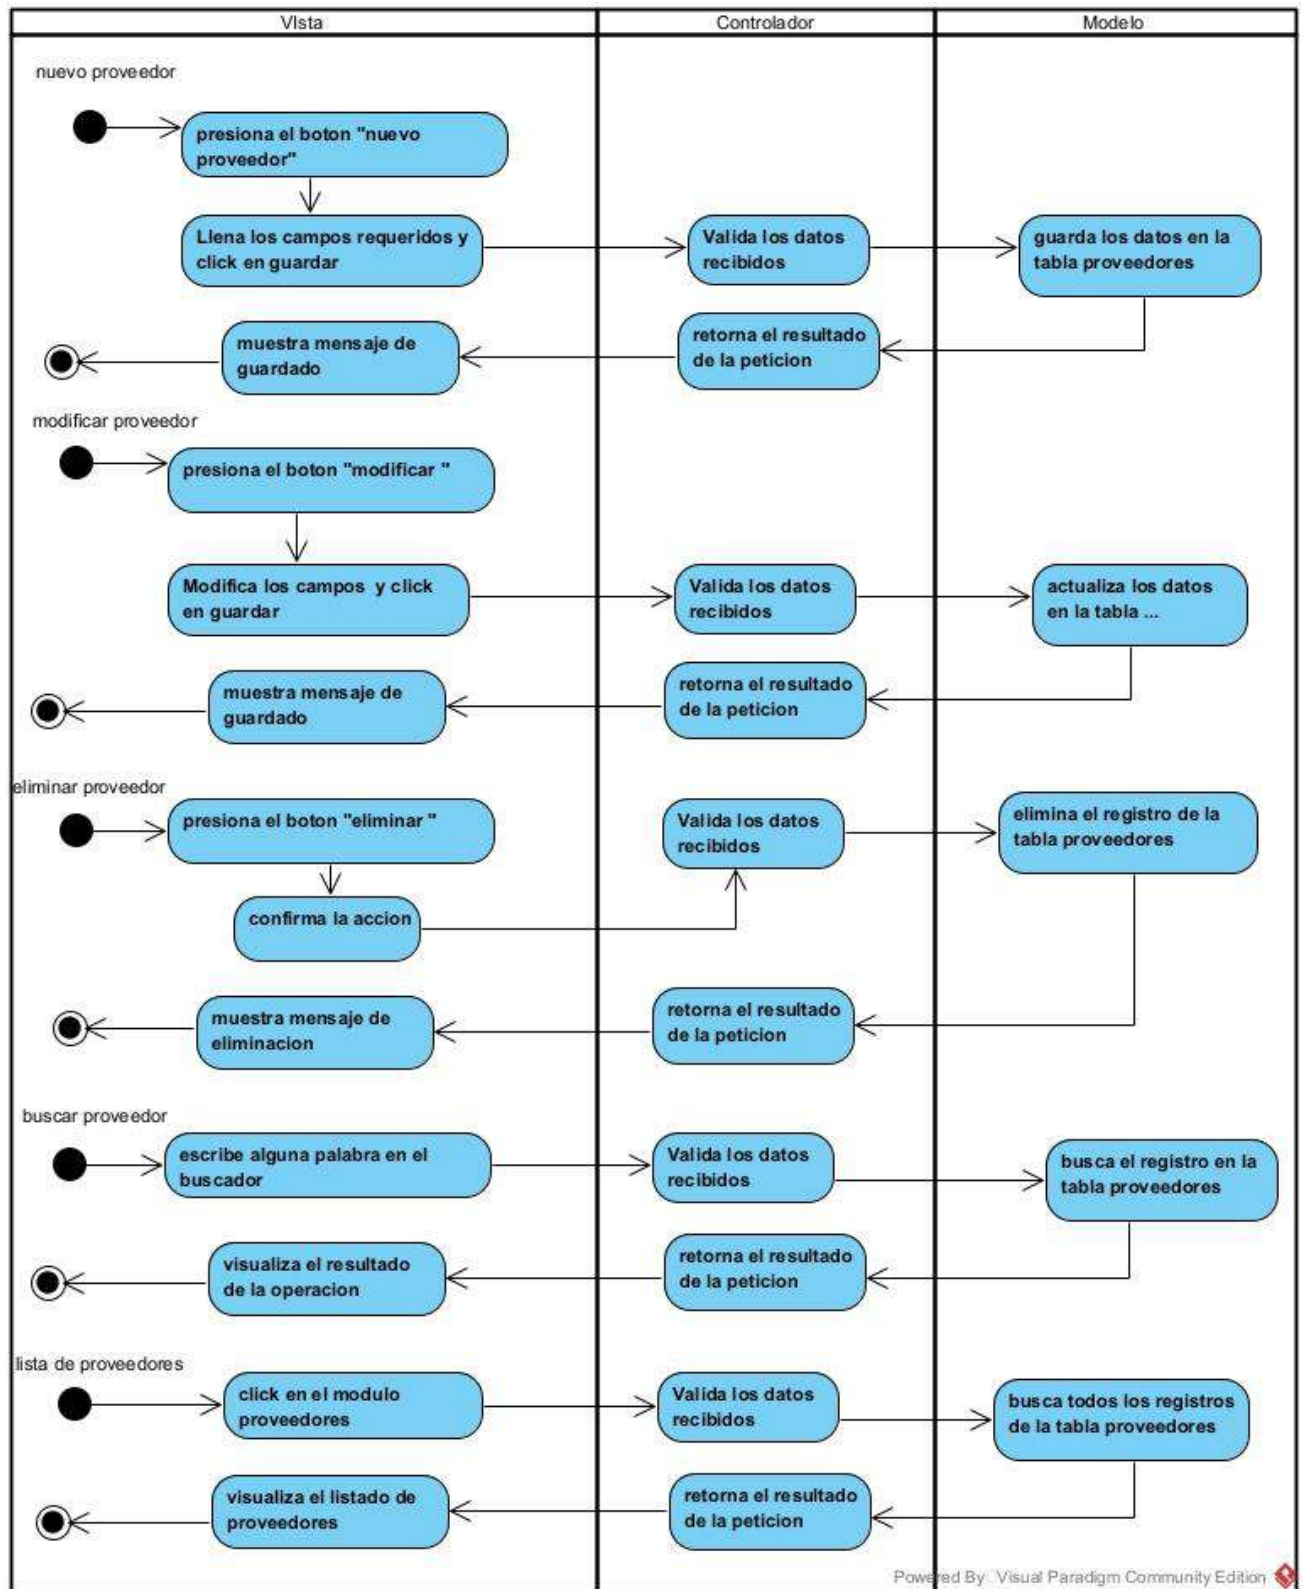 VIsta
Controlador
Modelo
nuevo proveedor
presiona el boton "nuevo
proveedor"
Llena los campos requeridos y
click en guardar
Valida los datos
recibidos
guarda los datos en la
tabla proveedores
muestra mensaje de
guardado
retorna el resultado
de la peticion
modificar proveedor
presiona el boton "modificar "
Modifica los campos  y click
en guardar
Valida los datos
recibidos
actualiza los datos
en la tabla ...
muestra mensaje de
guardado
retorna el resultado
de la peticion
eliminar proveedor
presiona el boton "eliminar "
Valida los datos
recibidos
elimina el registro de la
tabla proveedores
confirma la accion
muestra mensaje de
eliminacion
retorna el resultado
de la peticion
buscar proveedor
escribe alguna palabra en el
buscador
Valida los datos
recibidos
busca el registro en la
tabla proveedores
visualiza el resultado
de la operacion
retorna el resultado
de la peticion
lista de proveedores
click en el modulo
proveedores
Valida los datos
recibidos
busca todos los registros
de la tabla proveedores
visualiza el listado de
proveedores
retorna el resultado
de la peticion
Powered By  Visual Paradigm Community Edition